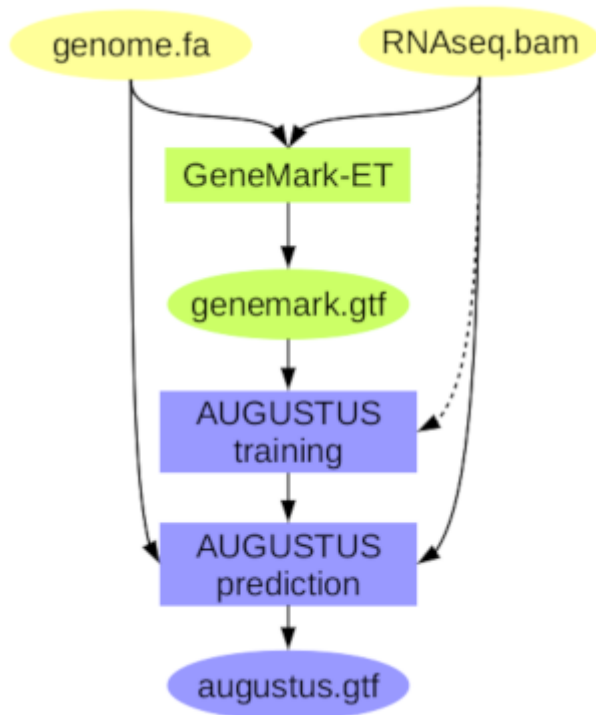 genome.fa
RNAseq.bam
GeneMark-ET
genemark.gtf
AUGUSTUS
training
AUGUSTUS
prediction
augustus.gtf